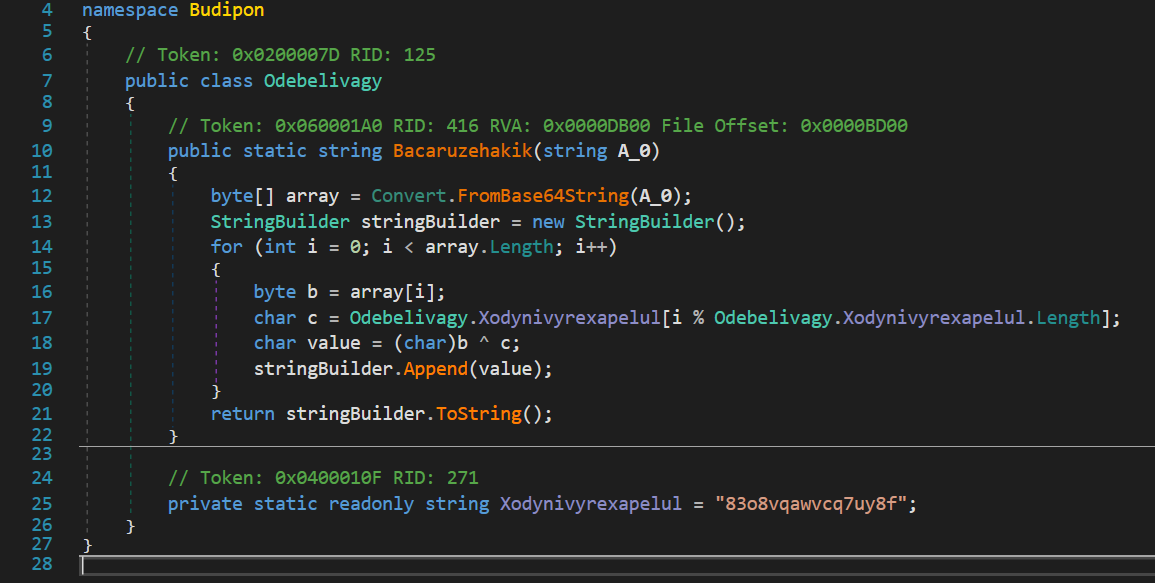 4 namespace Budipon
5 {
6 // Token: 0x0200007D RID: 125
7 public class Odebelivagy
8 {
9 // Token: 0x060001A0 RID: 416 RVA: 0x0000DB00 File Offset: 0x0000BD00
10 public static string Bacaruzehakik(string A_0)
11 {
12 byte[] array = Convert.FromBase64String(A_0);
13 StringBuilder stringBuilder = new StringBuilder();
14 for (int i = 0; i < array.Length; i++)
15 {
16 byte b = array[i];
17 char c = Odebelivagy.Xodynivyrexapelul[i % Odebelivagy.Xodynivyrexapelul.Length];
18 char value = (char)b ^ c;
19 stringBuilder.Append(value);
20 }
21 return stringBuilder.ToString();
22 }
23
24 // Token: 0x0400010F RID: 271
25 private static readonly string Xodynivyrexapelul = "83o8vqawvcq7uy8f";
26 }
27 }
28